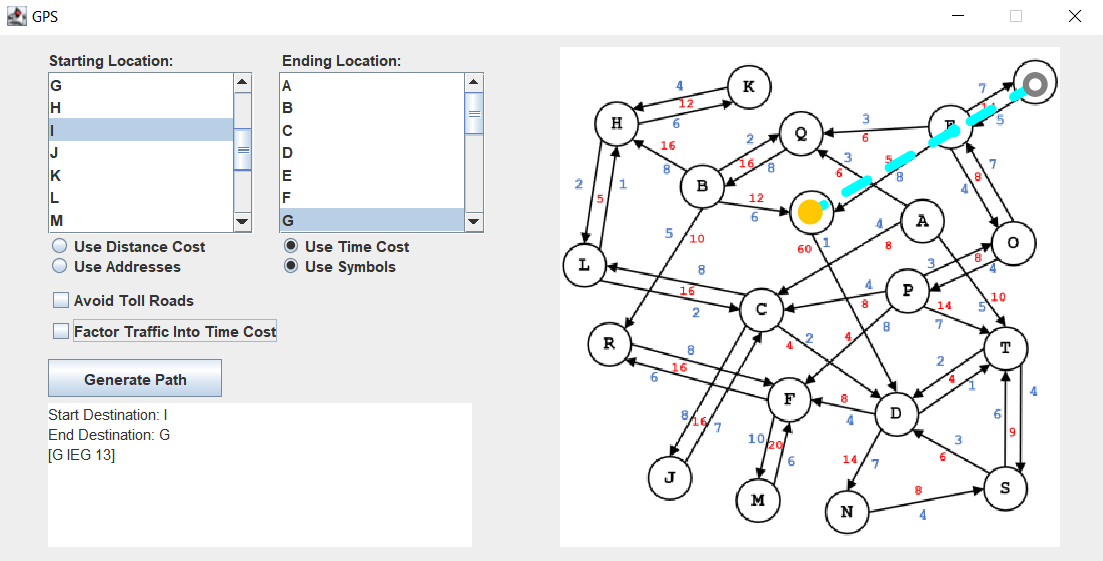 GPS
Starting Location:
G
H
I
J
K
L
M
Ending Location:
A
B
C
D
E
F
G
Use Distance Cost
Use Addresses
Use Time Cost
Use Symbols
Avoid Toll Roads
Factor Traffic Into Time Cost
Generate Path
Start Destination: I
End Destination: G
[G IEG 13]
4
K
12
6
H
7
5
3
6
Q
2
16
8
16
8
B
12
6
3
6
5
8
2
5
1
8
7
4
A
4
8
O
60
1
5
10
L
8
16
2
C
4
8
P
3
8
4
14
7
5
10
R
8
16
6
2
4
4
8
T
2
4
1
4
F
8
4
D
6
9
8
16
7
10
20
6
3
6
14
7
J
M
N
8
4
S